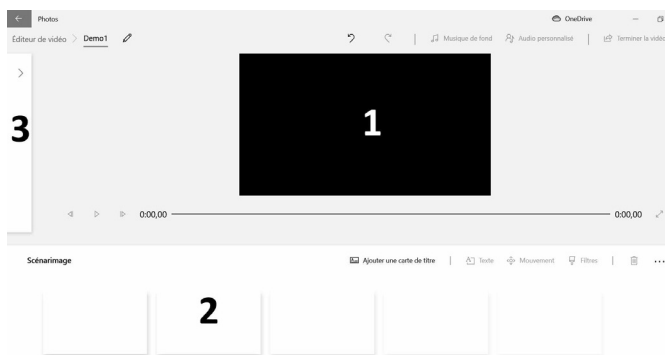 Photos
OneDrive
Éditeur de vidéo > Demo1
Musique de fond
Audio personnalisé
Terminer la vidéo
1
3
0:00,00
0:00,00
Scénarimage
Ajouter une carte de titre
Texte
Mouvement
Filtres
2